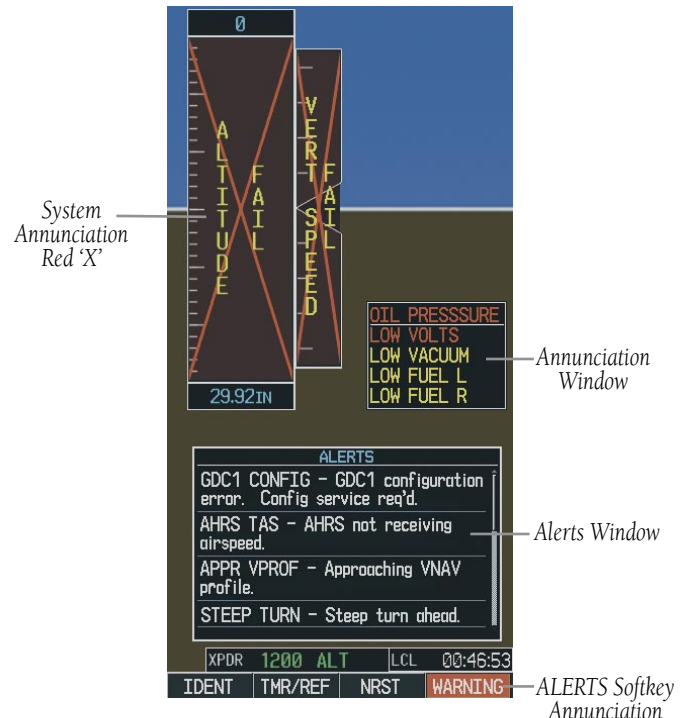 0
ALTITUDE FAIL
VERT SPEED FAIL
System
Annunciation
Red ‘X’
OIL PRESSSURE
LOW VOLTS
LOW VACUUM
LOW FUEL L
LOW FUEL R
Annunciation
Window
29.92IN
ALERTS
GDC1 CONFIG – GDC1 configuration
error. Config service req'd.
AHRS TAS – AHRS not receiving
airspeed.
Alerts Window
APPR VPROF – Approaching VNAV
profile.
STEEP TURN – Steep turn ahead.
XPDR 1200 ALT LCL 00:46:53
IDENT TMR/REF NRST WARNING
ALERTS Softkey
Annunciation